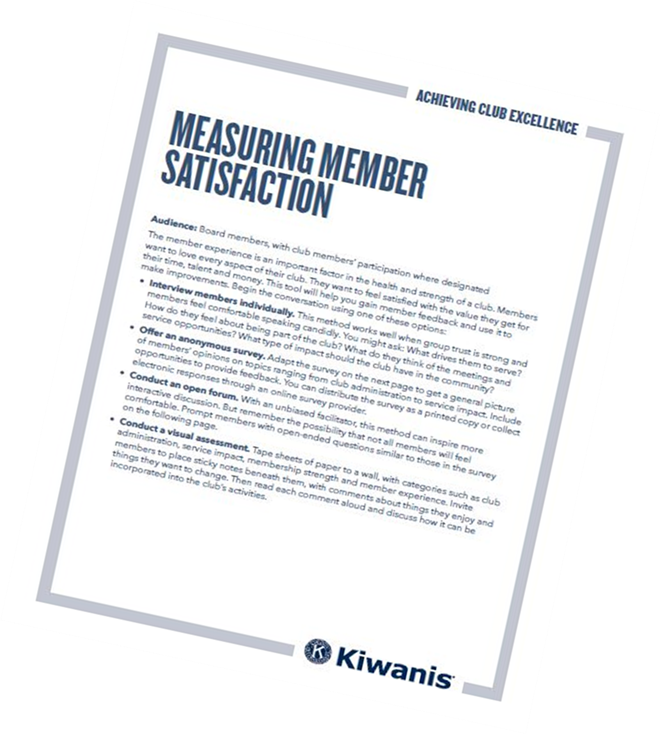 ACHIEVING CLUB EXCELLENCE
MEASURING MEMBER
SATISFACTION
Audience: Board members, with club members' participation where designated
The member experience is an important factor in the health and strength of a club. Members
want to love every aspect of their club. They want to feel satisfied with the value they get for
their time, talent and money. This tool will help you gain member feedback and use it to
make improvements. Begin the conversation using one of these options:
• Interview members individually. This method works well when group trust is strong and
members feel comfortable speaking candidly. You might ask: What drives them to serve?
How do they feel about being part of the club? What do they think of the meetings and
service opportunities? What type of impact should the club have in the community?
• Offer an anonymous survey. Adapt the survey on the next page to get a general picture
of members' opinions on topics ranging from club administration to service impact. Include
opportunities to provide feedback. You can distribute the survey as a printed copy or collect
electronic responses through an online survey provider.
• Conduct an open forum. With an unbiased facilitator, this method can inspire more
interactive discussion. But remember the possibility that not all members will feel
comfortable. Prompt members with open-ended questions similar to those in the survey
on the following page.
• Conduct a visual assessment. Tape sheets of paper to a wall, with categories such as club
administration, service impact, membership strength and member experience. Invite
members to place sticky notes beneath them, with comments about things they enjoy and
things they want to change. Then read each comment aloud and discuss how it can be
incorporated into the club's activities.
Kiwanis